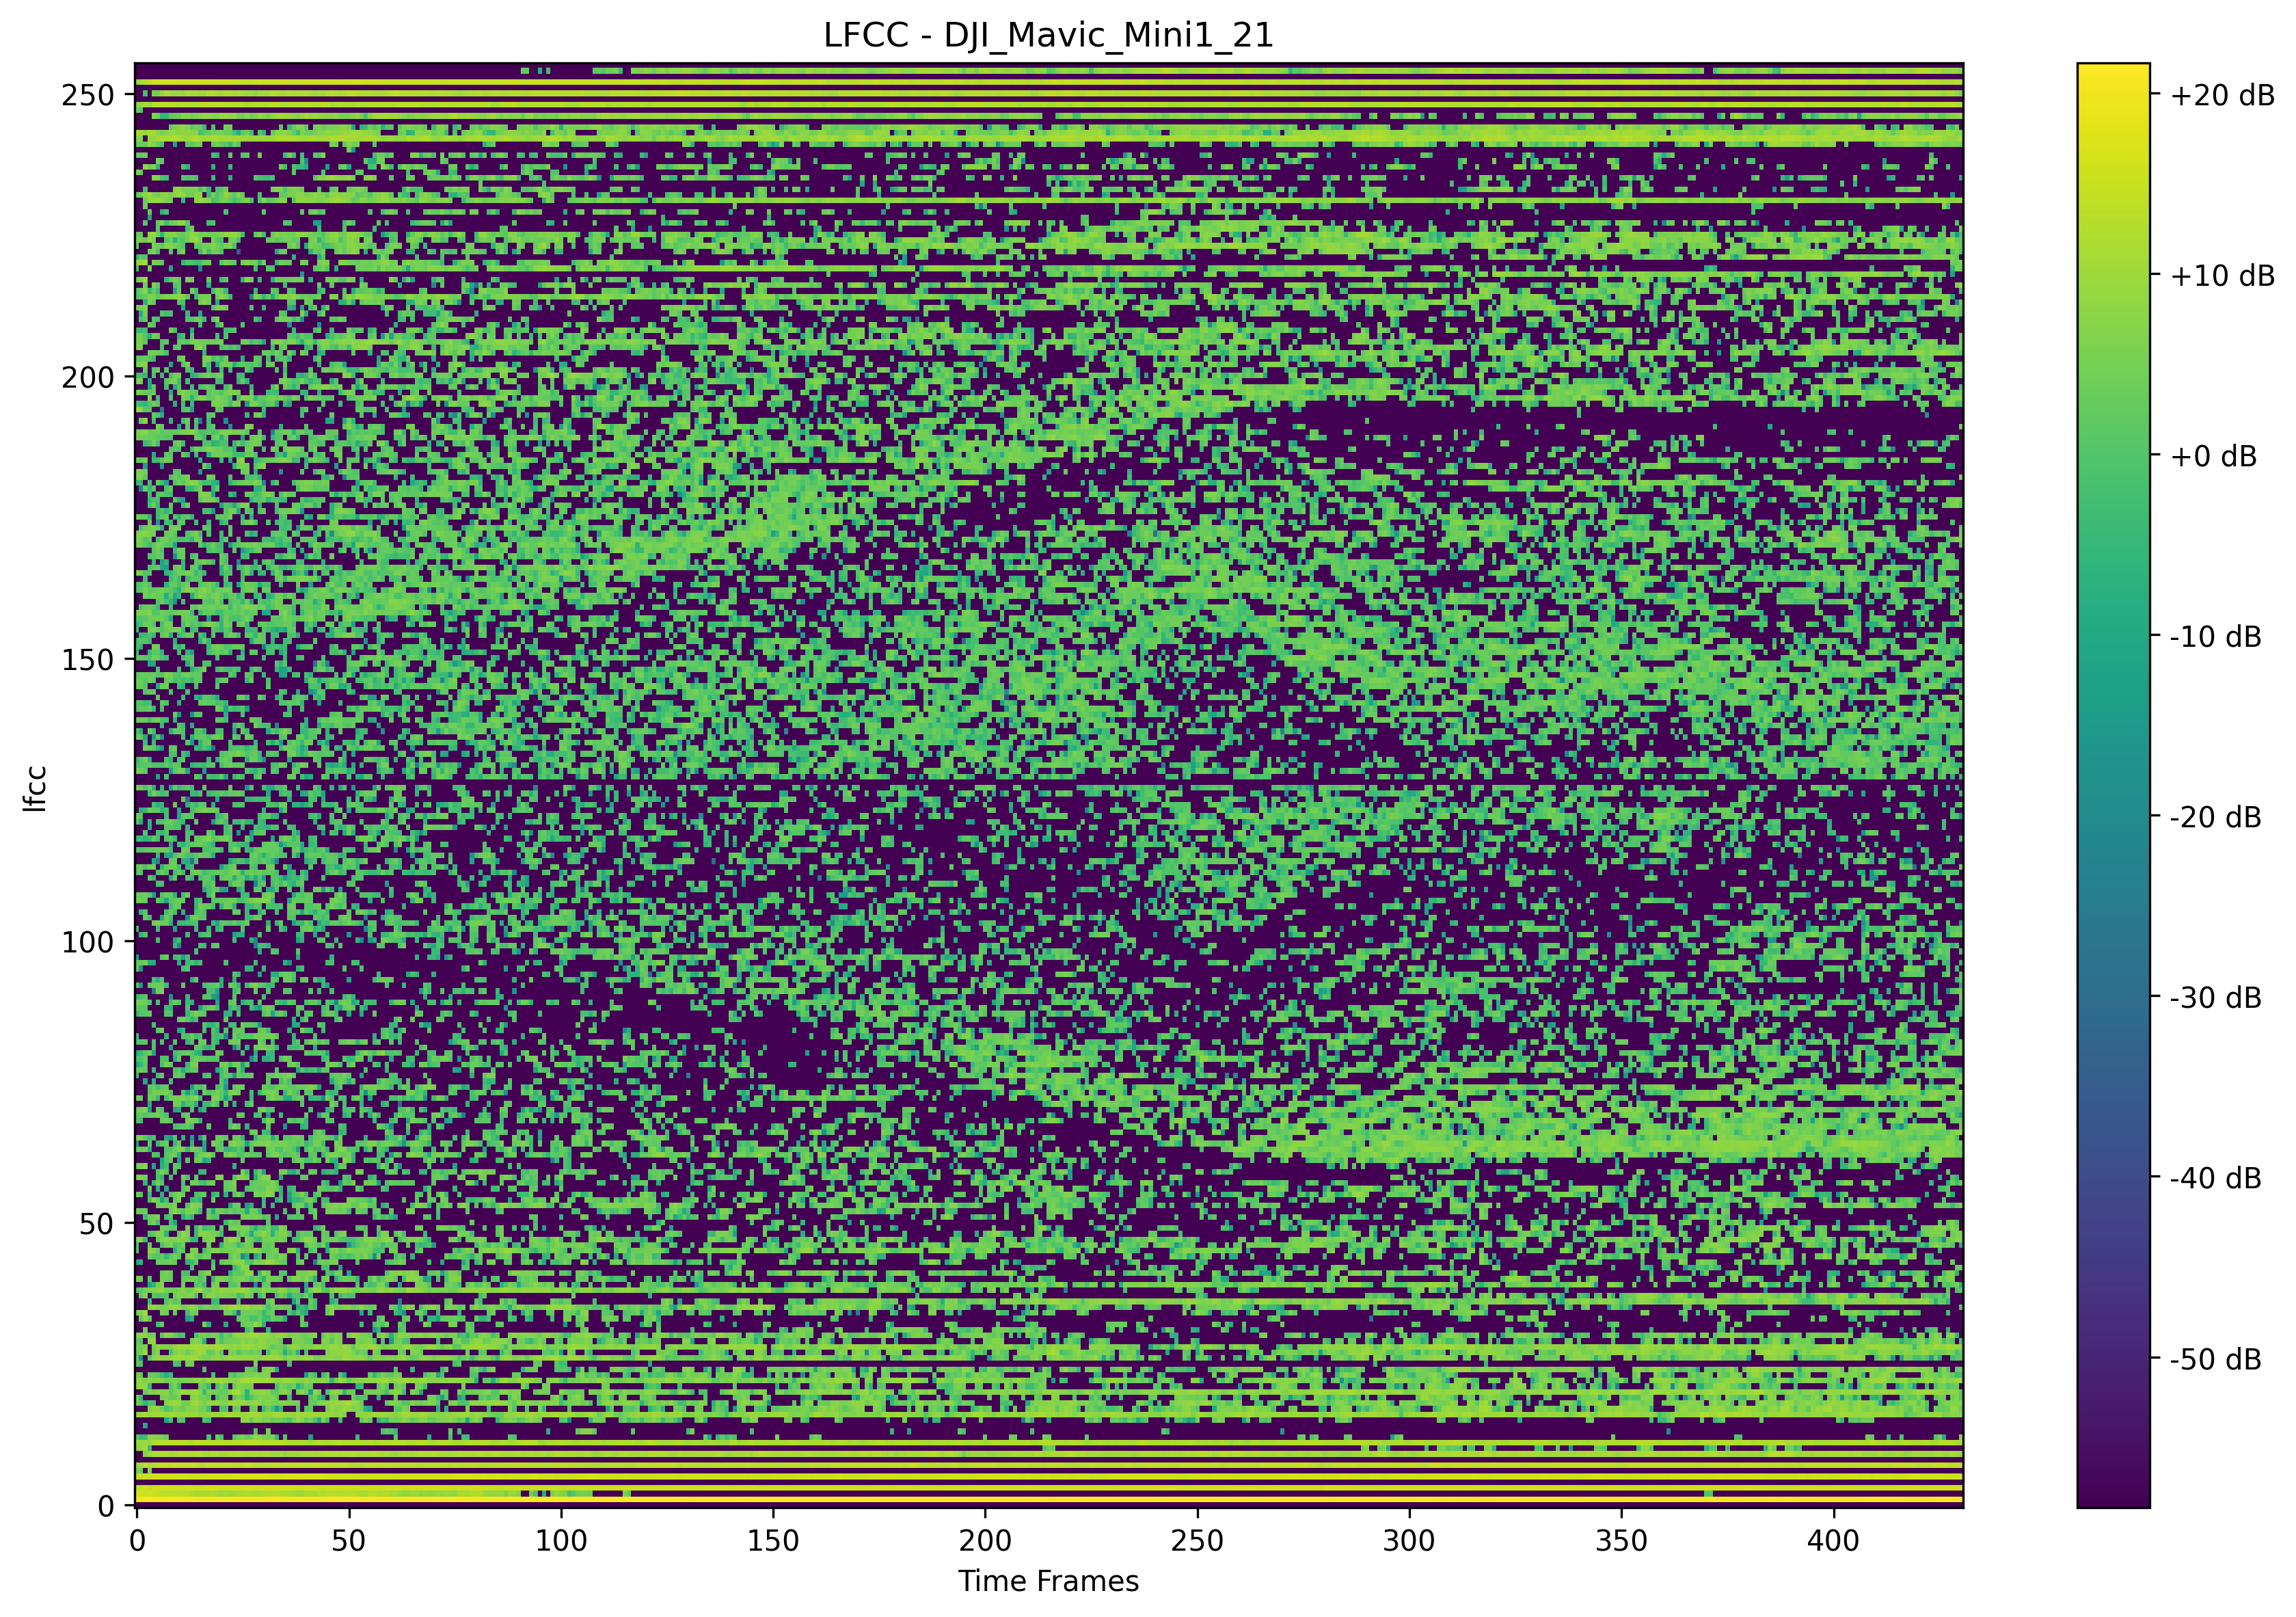 LFCC - DJI_Mavic_Mini1_21
lfcc
250
200
150
100
50
0
0 50 100 150 200 250 300 350 400
Time Frames
+20 dB
+10 dB
+0 dB
-10 dB
-20 dB
-30 dB
-40 dB
-50 dB